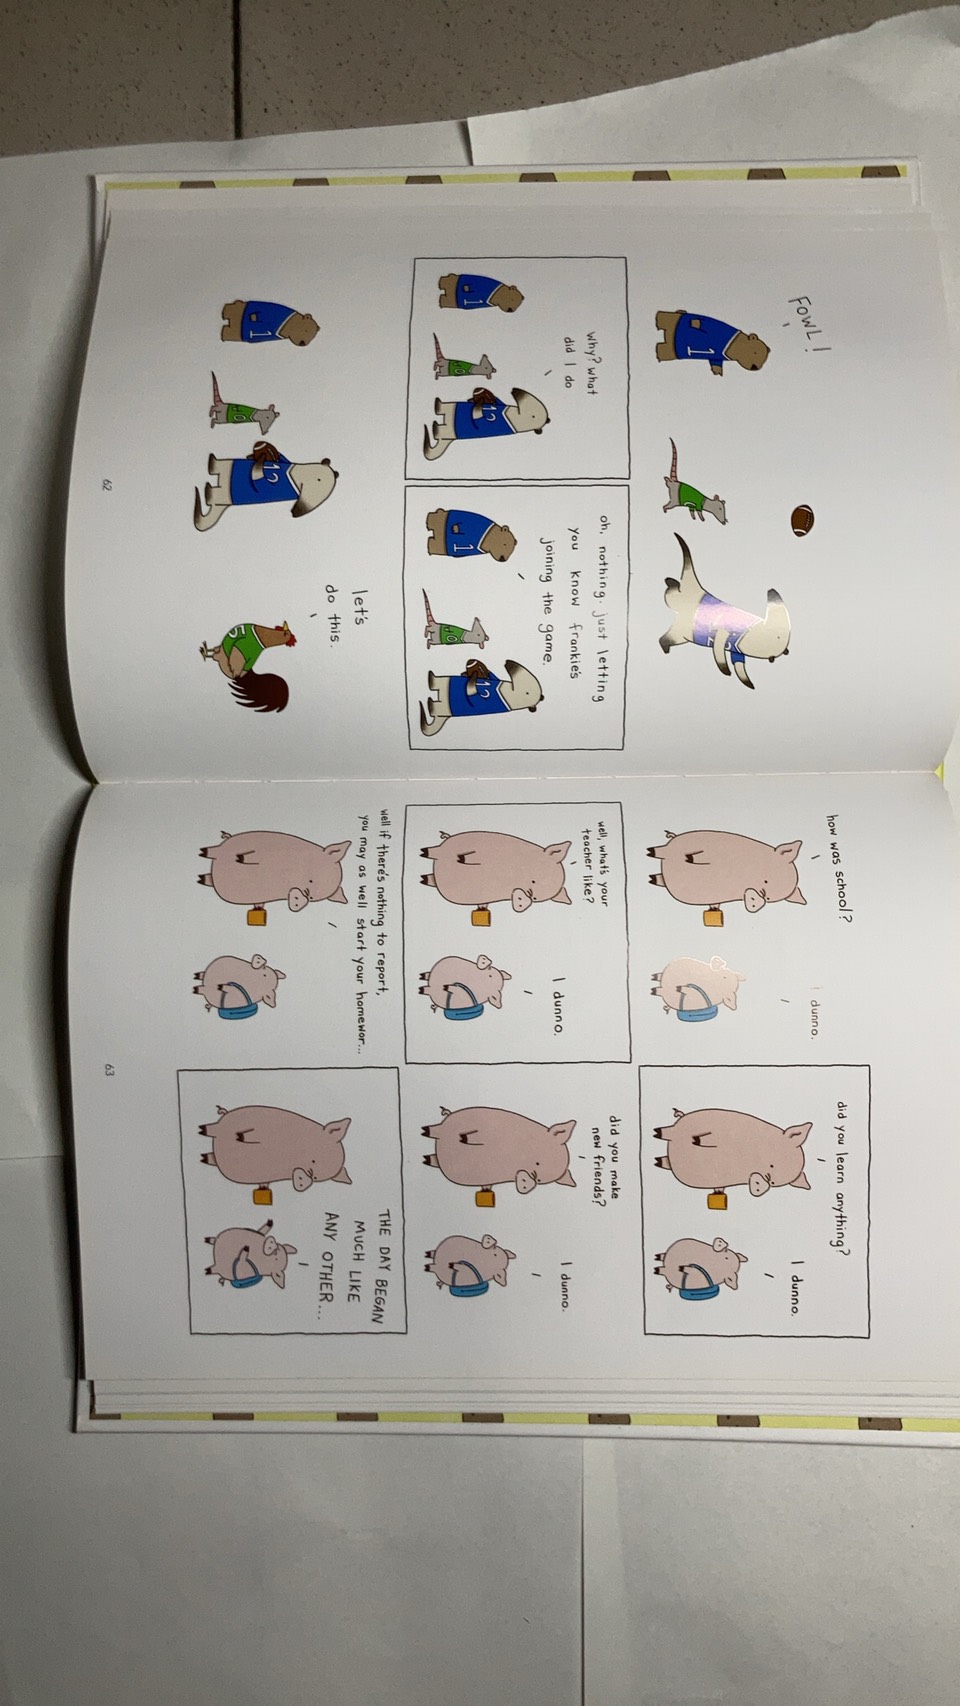 FOWL!
why? what
did I do
oh, nothing. just letting
you know frankie's
joining the game.
let's
do this.
62
how was school?
I dunno.
did you learn anything?
I dunno.
well, what's your
teacher like?
I dunno.
did you make
new friends?
I dunno.
well if there's nothing to report,
you may as well start your homewor...
THE DAY BEGAN
MUCH LIKE
ANY OTHER...
63